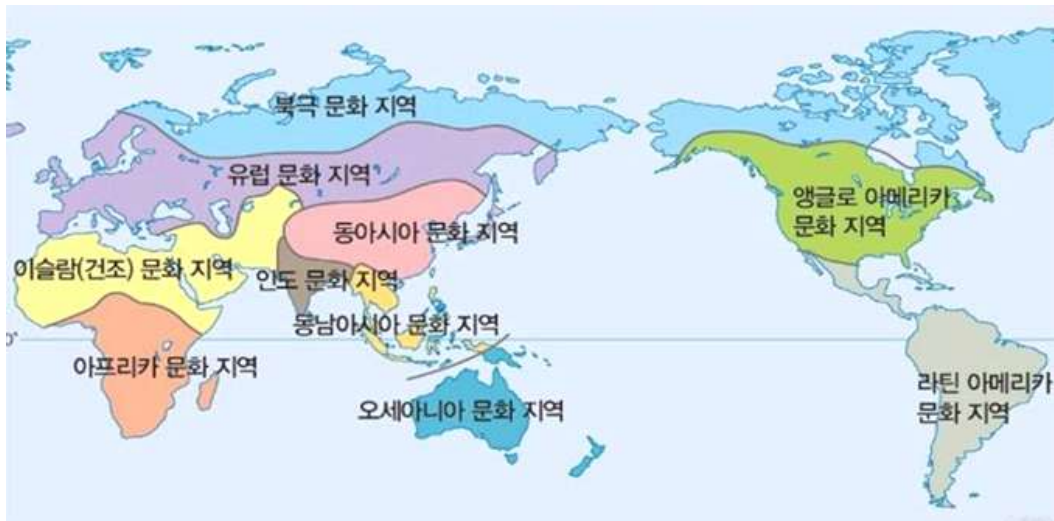 북극 문화 지역
유럽 문화 지역
앵글로 아메리카
문화 지역
동아시아 문화 지역
이슬람(건조) 문화 지역
인도 문화 지역
동남아시아 문화 지역
0°
아프리카 문화 지역
오세아니아 문화 지역
라틴 아메리카
문화 지역